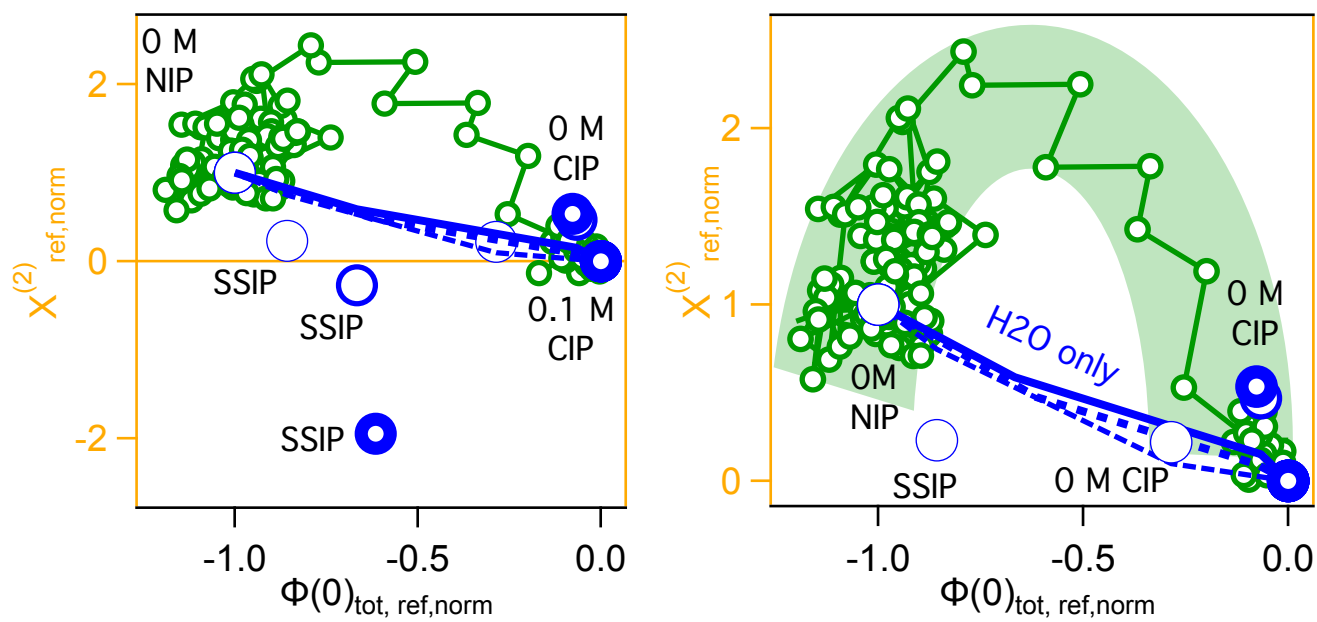 0 M
NIP
0 M
CIP
SSIP
SSIP
SSIP
0.1 M
CIP
2
0
-2
X(2) ref,norm
-1.0
-0.5
0.0
Φ(0)tot, ref,norm
H2O only
0 M
CIP
0M
NIP
SSIP
0 M CIP
2
1
0
X(2) ref,norm
-1.0
-0.5
0.0
Φ(0)tot, ref,norm